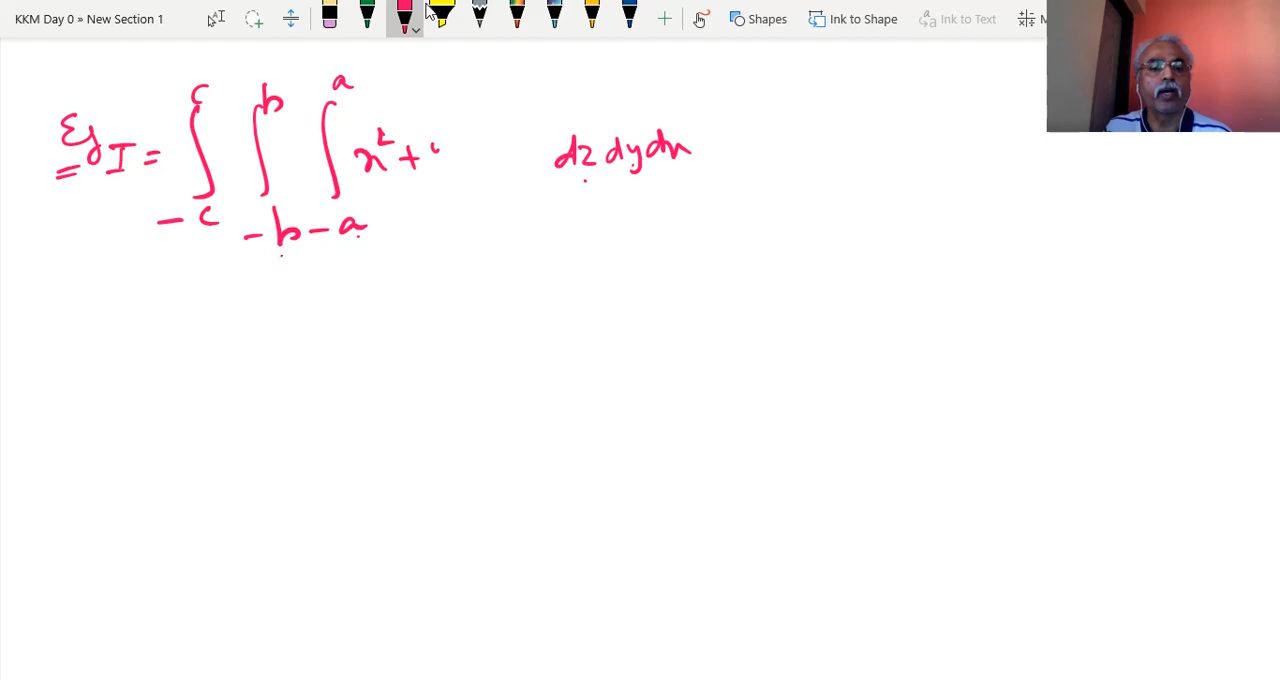 KKM Day 0 » New Section 1 Shapes Ink to Shape Ink to Text M
Eg I = ∫_{-c}^{c} ∫_{-b}^{b} ∫_{-a}^{a} x² + dz dy dx